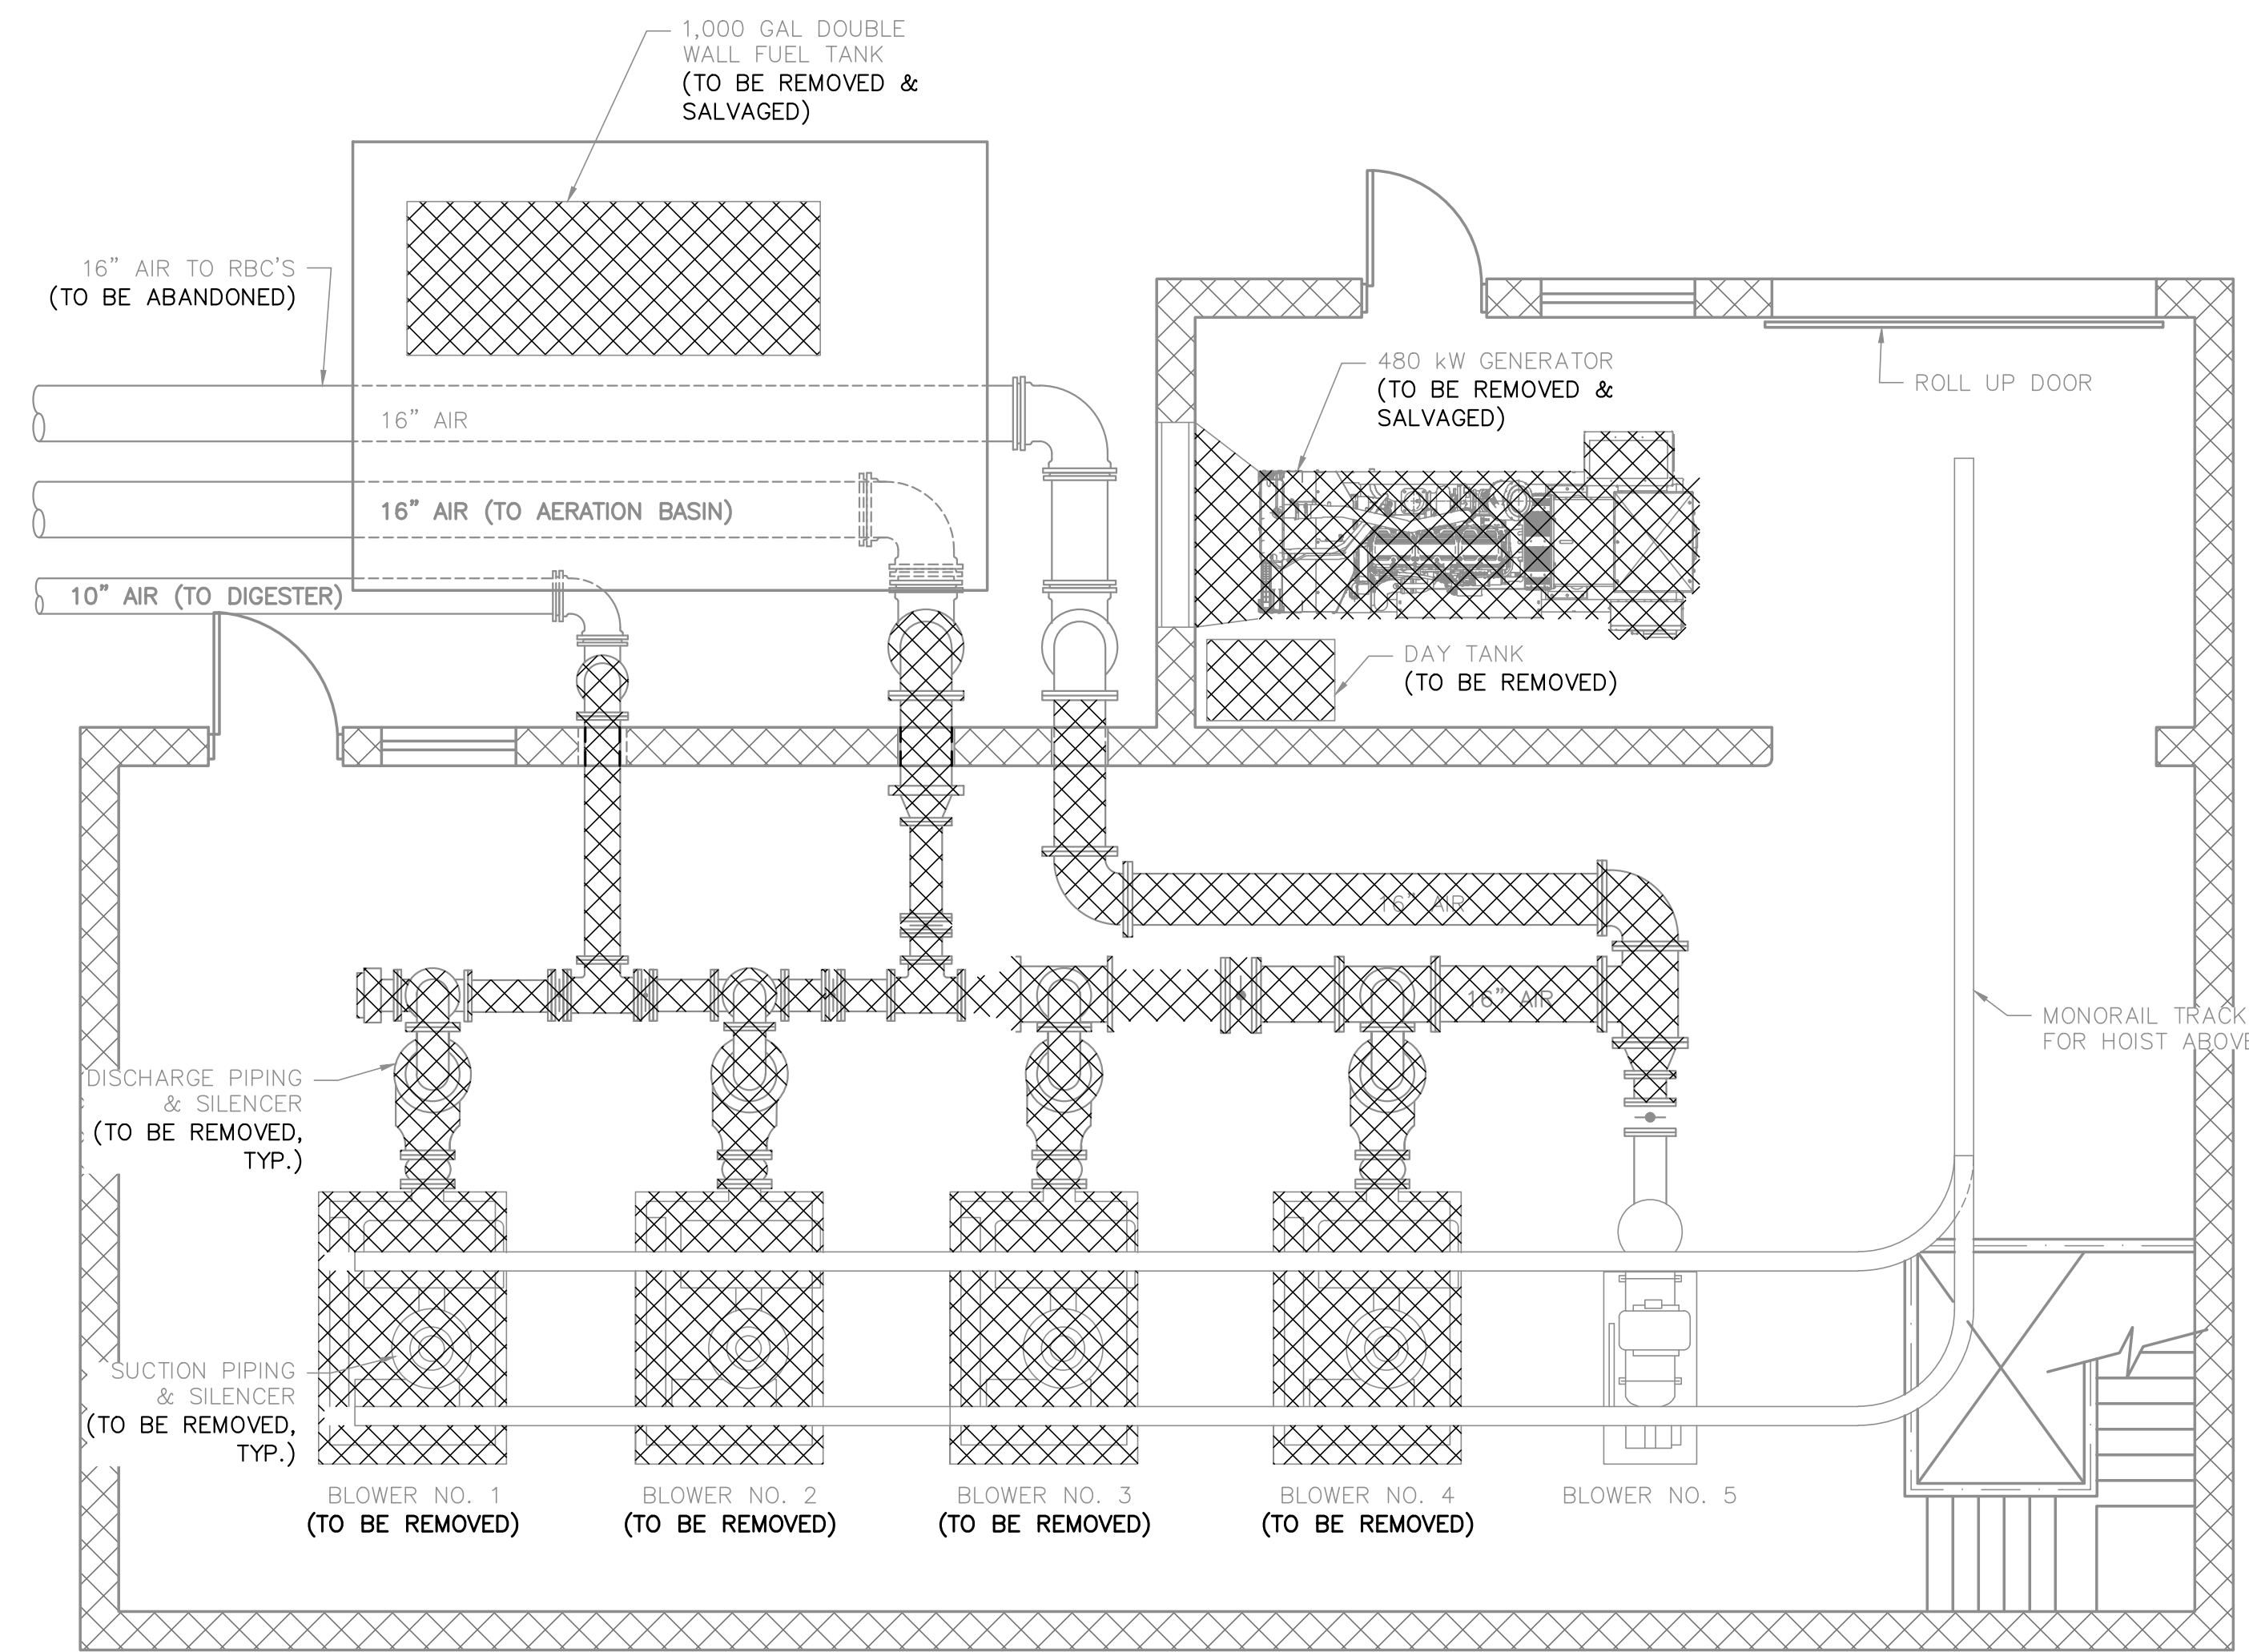 1,000 GAL DOUBLE
WALL FUEL TANK
(TO BE REMOVED &
SALVAGED)
16" AIR TO RBC'S
(TO BE ABANDONED)
480 kW GENERATOR
(TO BE REMOVED &
SALVAGED)
ROLL UP DOOR
16" AIR
16" AIR (TO AERATION BASIN)
10" AIR (TO DIGESTER)
DAY TANK
(TO BE REMOVED)
16" AIR
16" AIR
MONORAIL TRACK
FOR HOIST ABOVE
DISCHARGE PIPING
& SILENCER
(TO BE REMOVED,
TYP.)
SUCTION PIPING
& SILENCER
(TO BE REMOVED,
TYP.)
BLOWER NO. 1
(TO BE REMOVED)
BLOWER NO. 2
(TO BE REMOVED)
BLOWER NO. 3
(TO BE REMOVED)
BLOWER NO. 4
(TO BE REMOVED)
BLOWER NO. 5